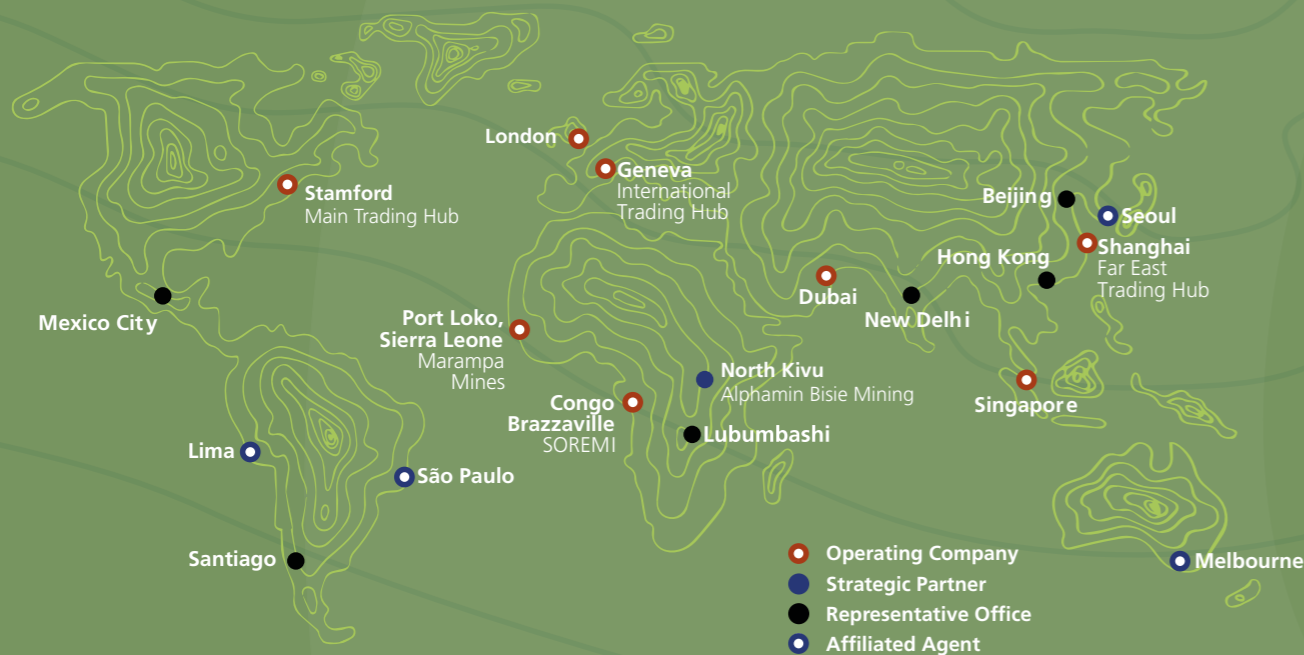 London
Geneva
International
Trading Hub
Stamford
Main Trading Hub
Beijing
Seoul
Shanghai
Far East
Trading Hub
Hong Kong
Dubai
New Delhi
Mexico City
Port Loko,
Sierra Leone
Marampa
Mines
North Kivu
Alphamin Bisie Mining
Congo
Brazzaville
SOREMI
Singapore
Lubumbashi
Lima
São Paulo
Santiago
Melbourne
Operating Company
Strategic Partner
Representative Office
Affiliated Agent